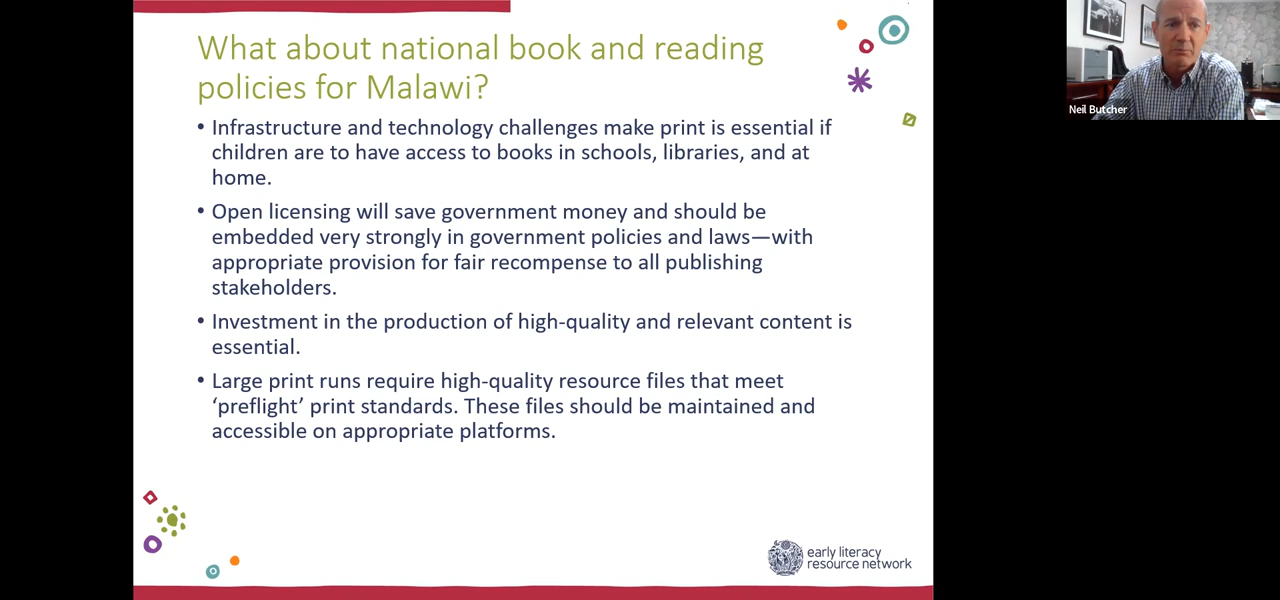 What about national book and reading
policies for Malawi?
• Infrastructure and technology challenges make print is essential if
children are to have access to books in schools, libraries, and at
home.
• Open licensing will save government money and should be
embedded very strongly in government policies and laws—with
appropriate provision for fair recompense to all publishing
stakeholders.
• Investment in the production of high-quality and relevant content is
essential.
• Large print runs require high-quality resource files that meet
‘preflight’ print standards. These files should be maintained and
accessible on appropriate platforms.
early literacy
resource network
Neil Butcher